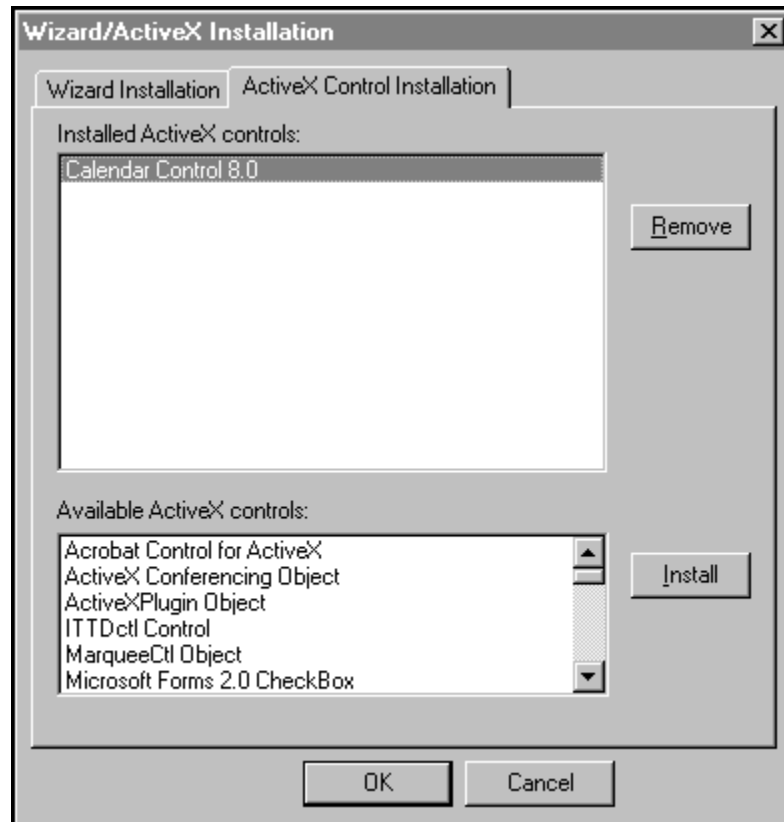 Wizard/ActiveX Installation
Wizard Installation
ActiveX Control Installation
Installed ActiveX controls:
Calendar Control 8.0
Remove
Available ActiveX controls:
Acrobat Control for ActiveX
ActiveX Conferencing Object
ActiveXPlugin Object
ITTDctl Control
MarqueeCtl Object
Microsoft Forms 2.0 CheckBox
Install
OK
Cancel